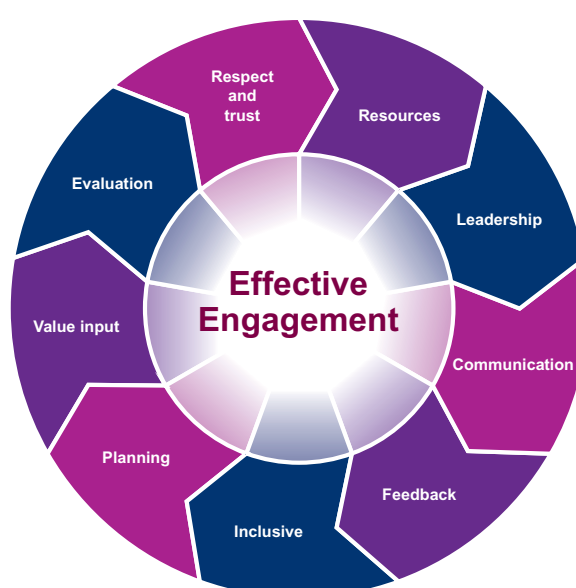 Respect
and
trust
Resources
Evaluation
Leadership
Effective
Engagement
Value input
Communication
Planning
Feedback
Inclusive